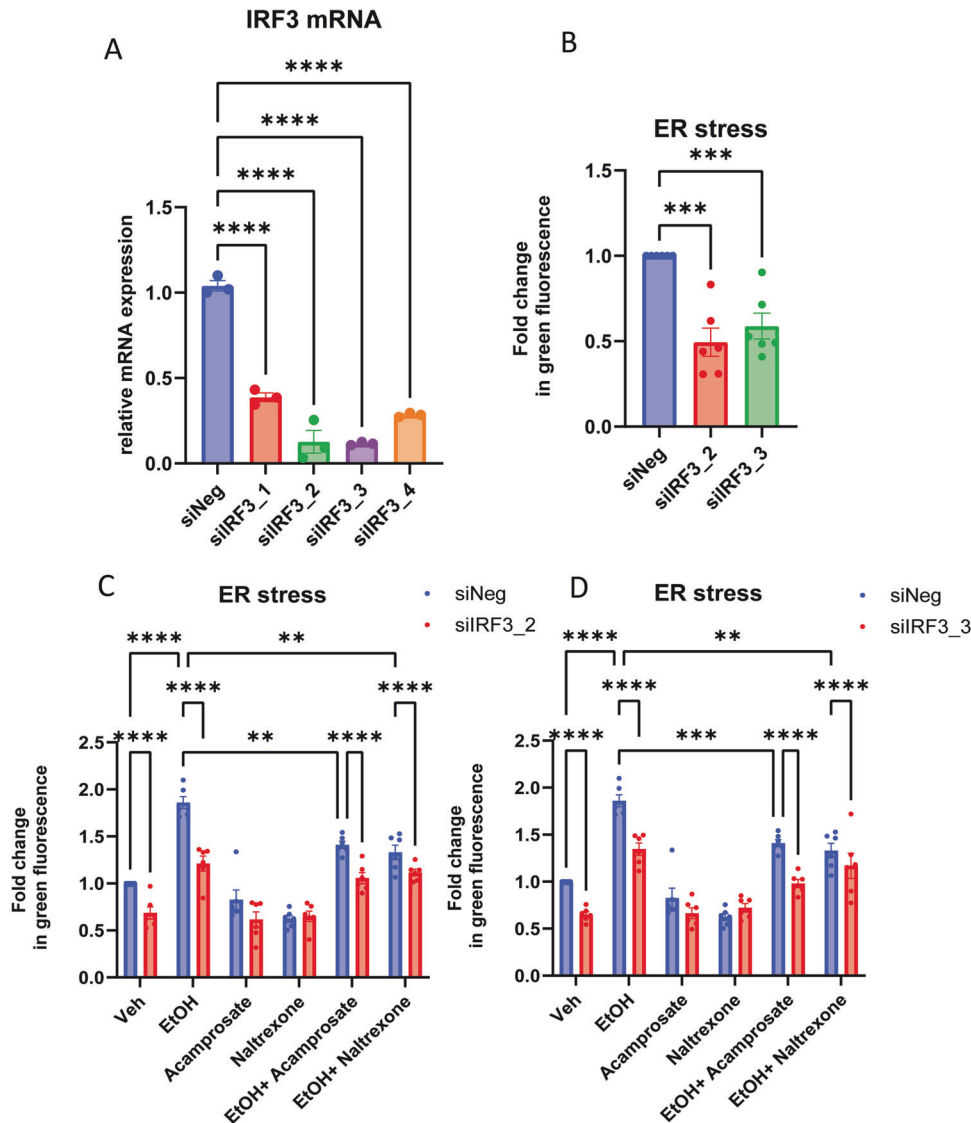 IRF3 mRNA
A
****
****
****
****
relative mRNA expression
1.5
1.0
0.5
0.0
siNeg
siIRF3_1
siIRF3_2
siIRF3_3
siIRF3_4
B
ER stress
***
***
Fold change
in green fluorescence
1.5
1.0
0.5
0.0
siNeg
siIRF3_2
siIRF3_3
C
ER stress
siNeg
siIRF3_2
****
**
****
****
****
**
****
Fold change
in green fluorescence
2.5
2.0
1.5
1.0
0.5
0.0
Veh
EtOH
Acamprosate
Naltrexone
EtOH+ Acamprosate
EtOH+ Naltrexone
D
ER stress
siNeg
siIRF3_3
****
**
****
****
****
***
****
Fold change
in green fluorescence
2.5
2.0
1.5
1.0
0.5
0.0
Veh
EtOH
Acamprosate
Naltrexone
EtOH+ Acamprosate
EtOH+ Naltrexone